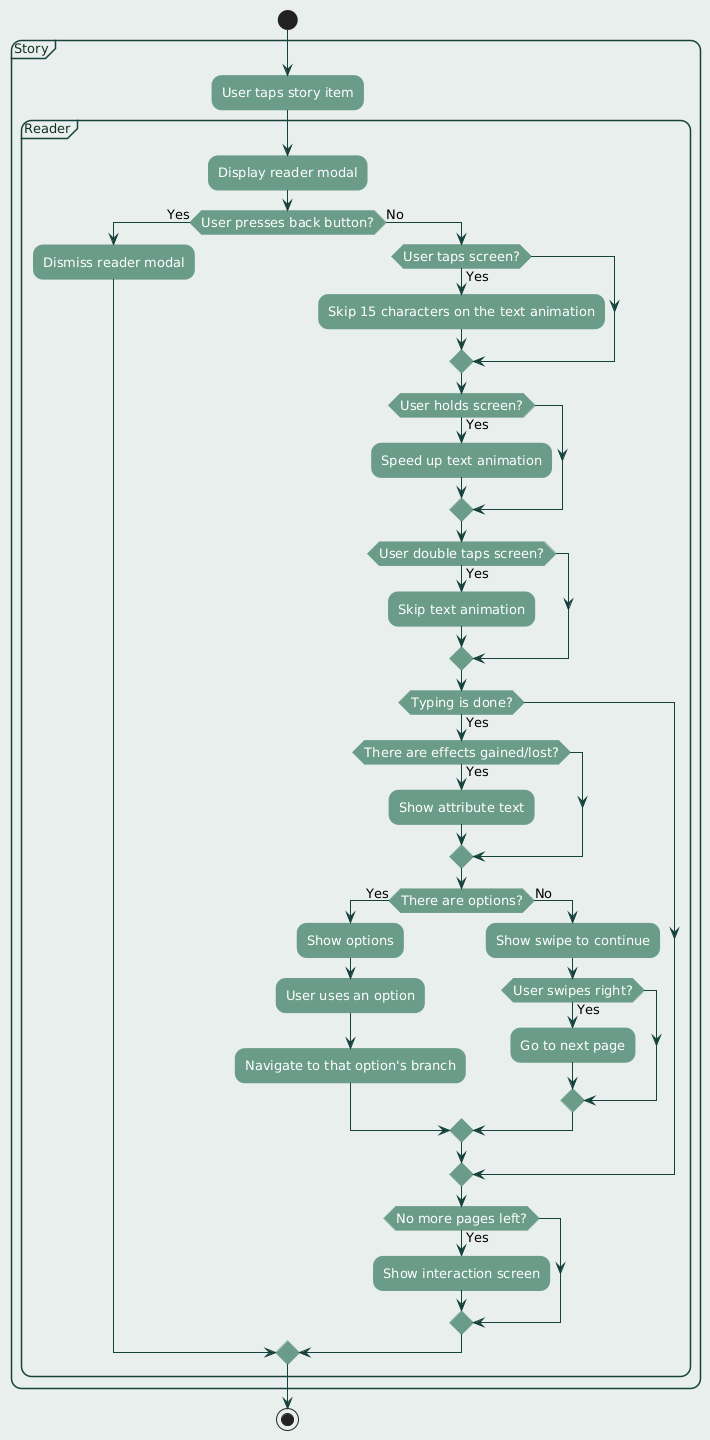 Story
User taps story item
Reader
Display reader modal
Yes
User presses back button?
No
Dismiss reader modal
User taps screen?
Yes
Skip 15 characters on the text animation
User holds screen?
Yes
Speed up text animation
User double taps screen?
Yes
Skip text animation
Typing is done?
Yes
There are effects gained/lost?
Yes
Show attribute text
Yes
There are options?
No
Show options
Show swipe to continue
User uses an option
User swipes right?
Yes
Go to next page
Navigate to that option's branch
No more pages left?
Yes
Show interaction screen